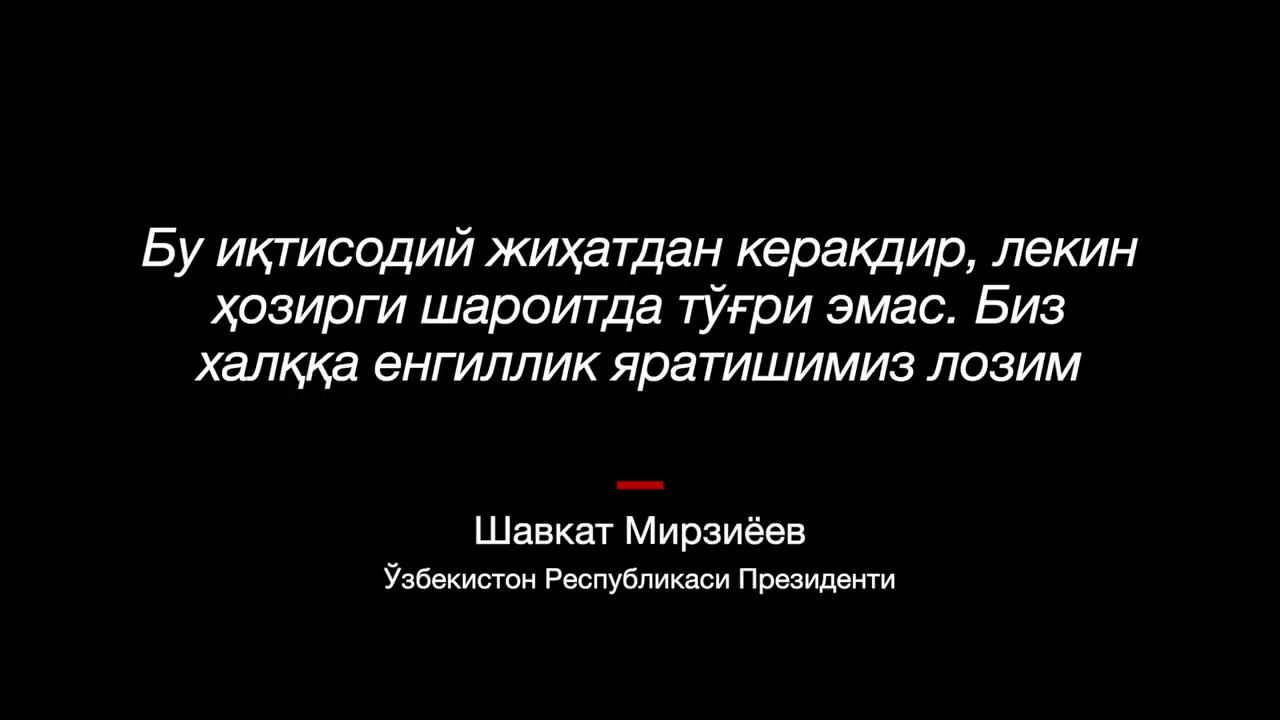 Бу иқтисодий жиҳатдан керакдир, лекин
ҳозирги шароитда тўғри эмас. Биз
халққа енгиллик яратишимиз лозим
Шавкат Мирзиёев
Ўзбекистон Республикаси Президенти